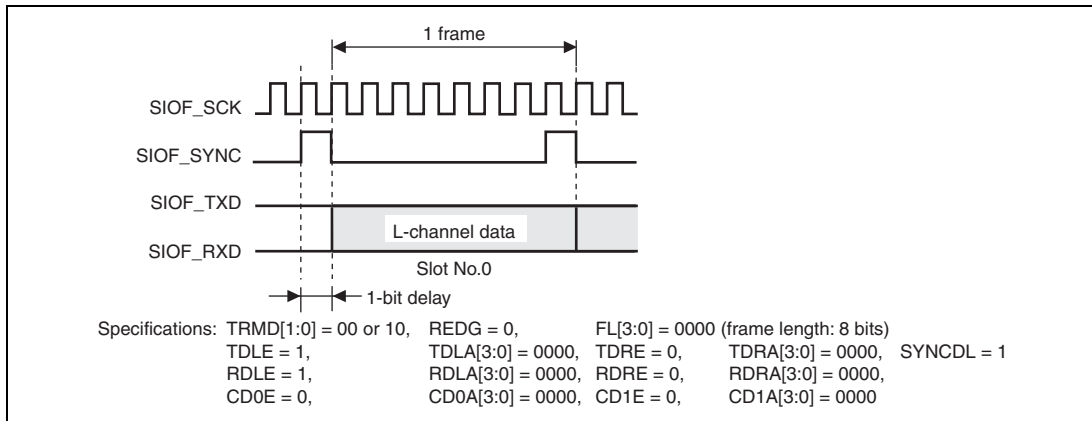 1 frame
SIOF_SCK
SIOF_SYNC
SIOF_TXD
L-channel data
SIOF_RXD
Slot No.0
1-bit delay
Specifications: TRMD[1:0] = 00 or 10, REDG = 0, FL[3:0] = 0000 (frame length: 8 bits)
TDLE = 1, TDLA[3:0] = 0000, TDRE = 0, TDRA[3:0] = 0000, SYNCDL = 1
RDLE = 1, RDLA[3:0] = 0000, RDRE = 0, RDRA[3:0] = 0000,
CD0E = 0, CD0A[3:0] = 0000, CD1E = 0, CD1A[3:0] = 0000